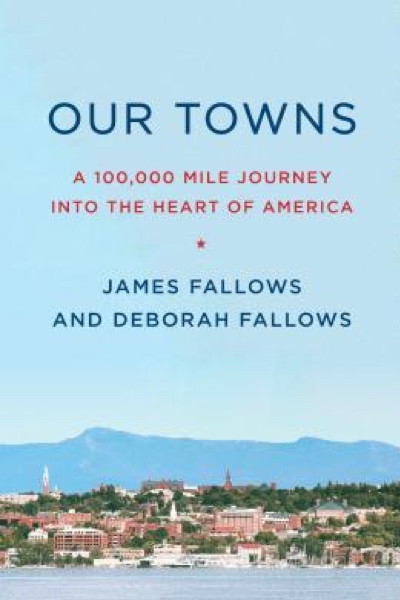 OUR TOWNS
A 100,000 MILE JOURNEY
INTO THE HEART OF AMERICA
JAMES FALLOWS
AND DEBORAH FALLOWS